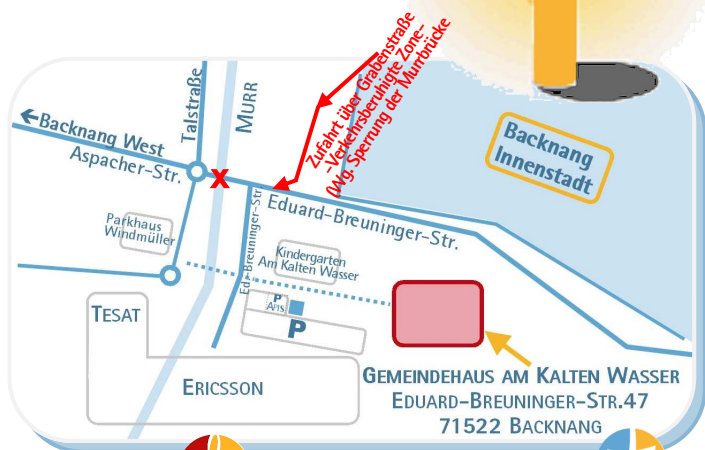 Zufahrt über Grabenstraße
-Verkehrsberuhigte Zone-
(Wg. Sperrung der Murrbrücke
Talstraße
MURR
←Backnang West
Aspacher-Str.
X
Backnang
Innenstadt
Eduard-Breuninger-Str.
Ed.-Breuninger-Str
Parkhaus
Windmüller
Kindergarten
Am Kalten Wasser
P
AHS
P
TESAT
ERICSSON
GEMEINDEHAUS AM KALTEN WASSER
EDUARD-BREUNINGER-STR.47
71522 BACKNANG